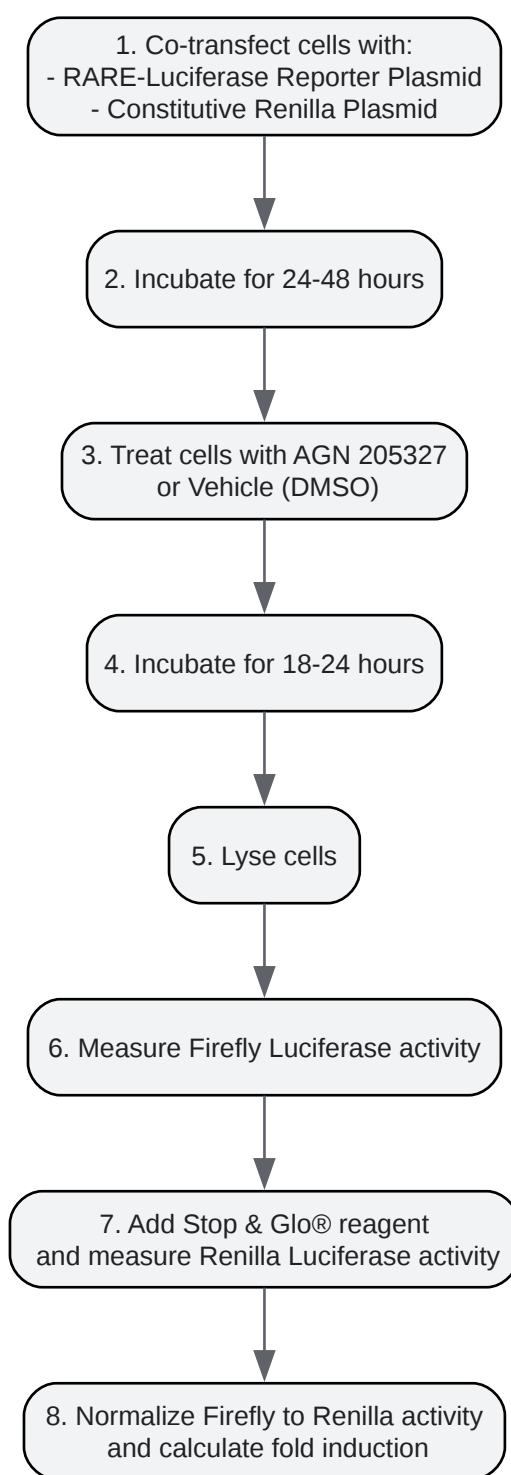 1. Co-transfect cells with:
- RARE-Luciferase Reporter Plasmid
- Constitutive Renilla Plasmid
2. Incubate for 24-48 hours
3. Treat cells with AGN 205327
or Vehicle (DMSO)
4. Incubate for 18-24 hours
5. Lyse cells
6. Measure Firefly Luciferase activity
7. Add Stop & Glo® reagent
and measure Renilla Luciferase activity
8. Normalize Firefly to Renilla activity
and calculate fold induction